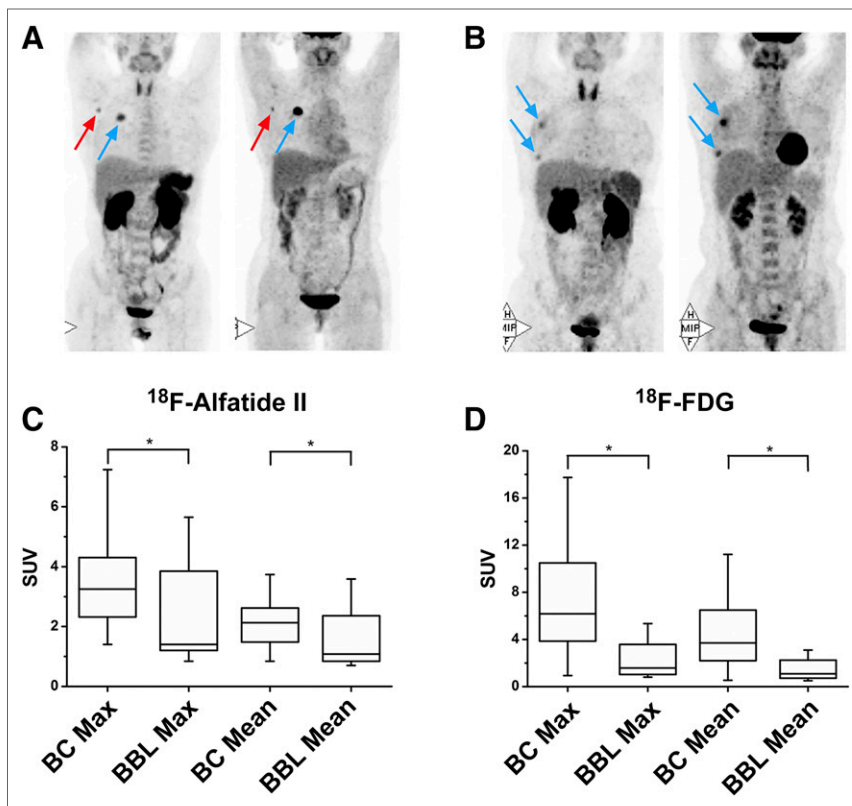 A
B
H
MIP
F
H
MIP
F
C
¹⁸F-Alfatide II
8
6
4
2
0
SUV
*
*
BC Max
BBL Max
BC Mean
BBL Mean
D
¹⁸F-FDG
20
16
12
8
4
0
SUV
*
*
BC Max
BBL Max
BC Mean
BBL Mean